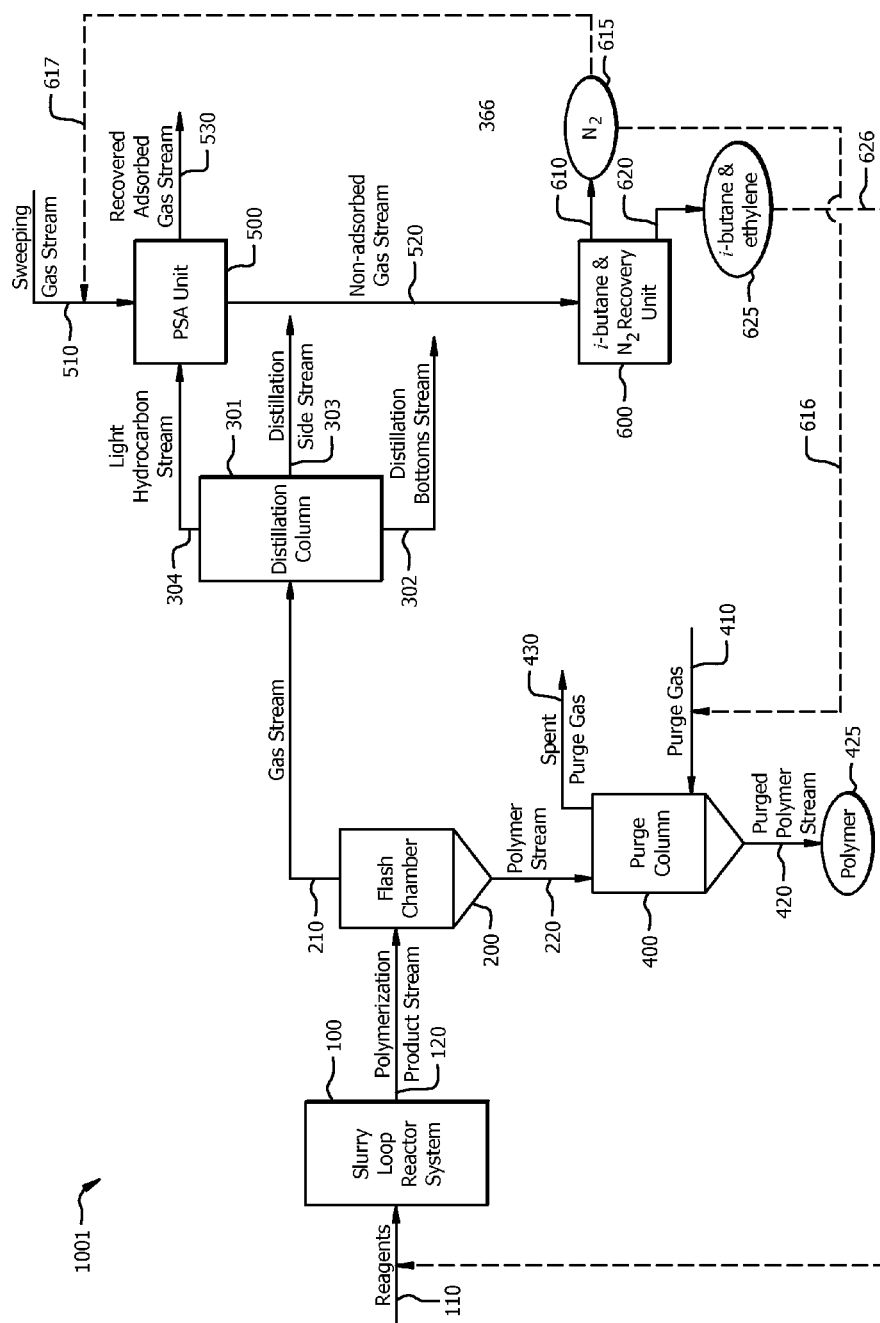 1001
Reagents
110
Slurry
Loop
Reactor
System
100
Polymerization
Product Stream
120
Flash
Chamber
200
210
Gas Stream
Polymer
Stream
220
Purge
Column
400
Spent
Purge Gas
430
Purge Gas
410
Purged
Polymer
Stream
420
Polymer
425
Distillation
Column
301
304
Light
Hydrocarbon
Stream
Distillation
Side Stream
303
Distillation
Bottoms Stream
302
Sweeping
Gas Stream
510
PSA Unit
500
Recovered
Adsorbed
Gas Stream
530
617
Non-adsorbed
Gas Stream
520
i-butane &
N2 Recovery
Unit
600
610
N2
615
366
620
i-butane &
ethylene
625
626
616